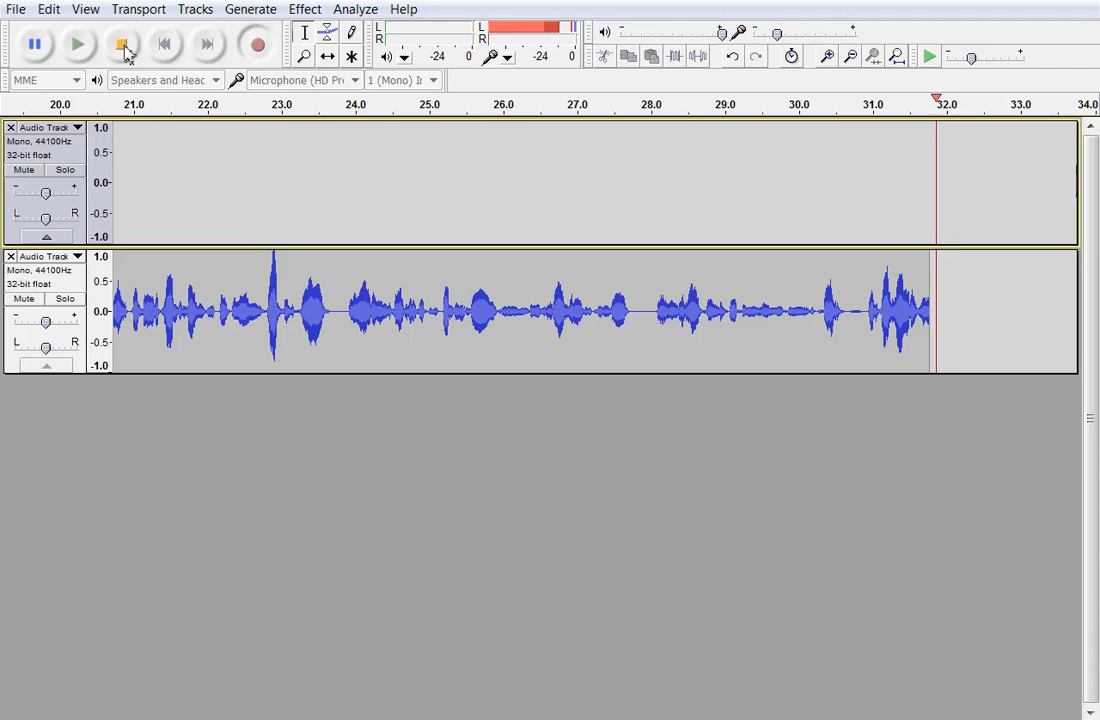 File Edit View Transport Tracks Generate Effect Analyze Help
L L
R R
-24 0 -24 0
MME Speakers and Heac Microphone (HD Pr 1 (Mono) Ir
20.0 21.0 22.0 23.0 24.0 25.0 26.0 27.0 28.0 29.0 30.0 31.0 32.0 33.0 34.0
Audio Track 1.0
Mono, 44100Hz
32-bit float 0.5
Mute Solo
0.0
L R -0.5
-1.0
Audio Track 1.0
Mono, 44100Hz
32-bit float 0.5
Mute Solo
0.0
L R -0.5
-1.0